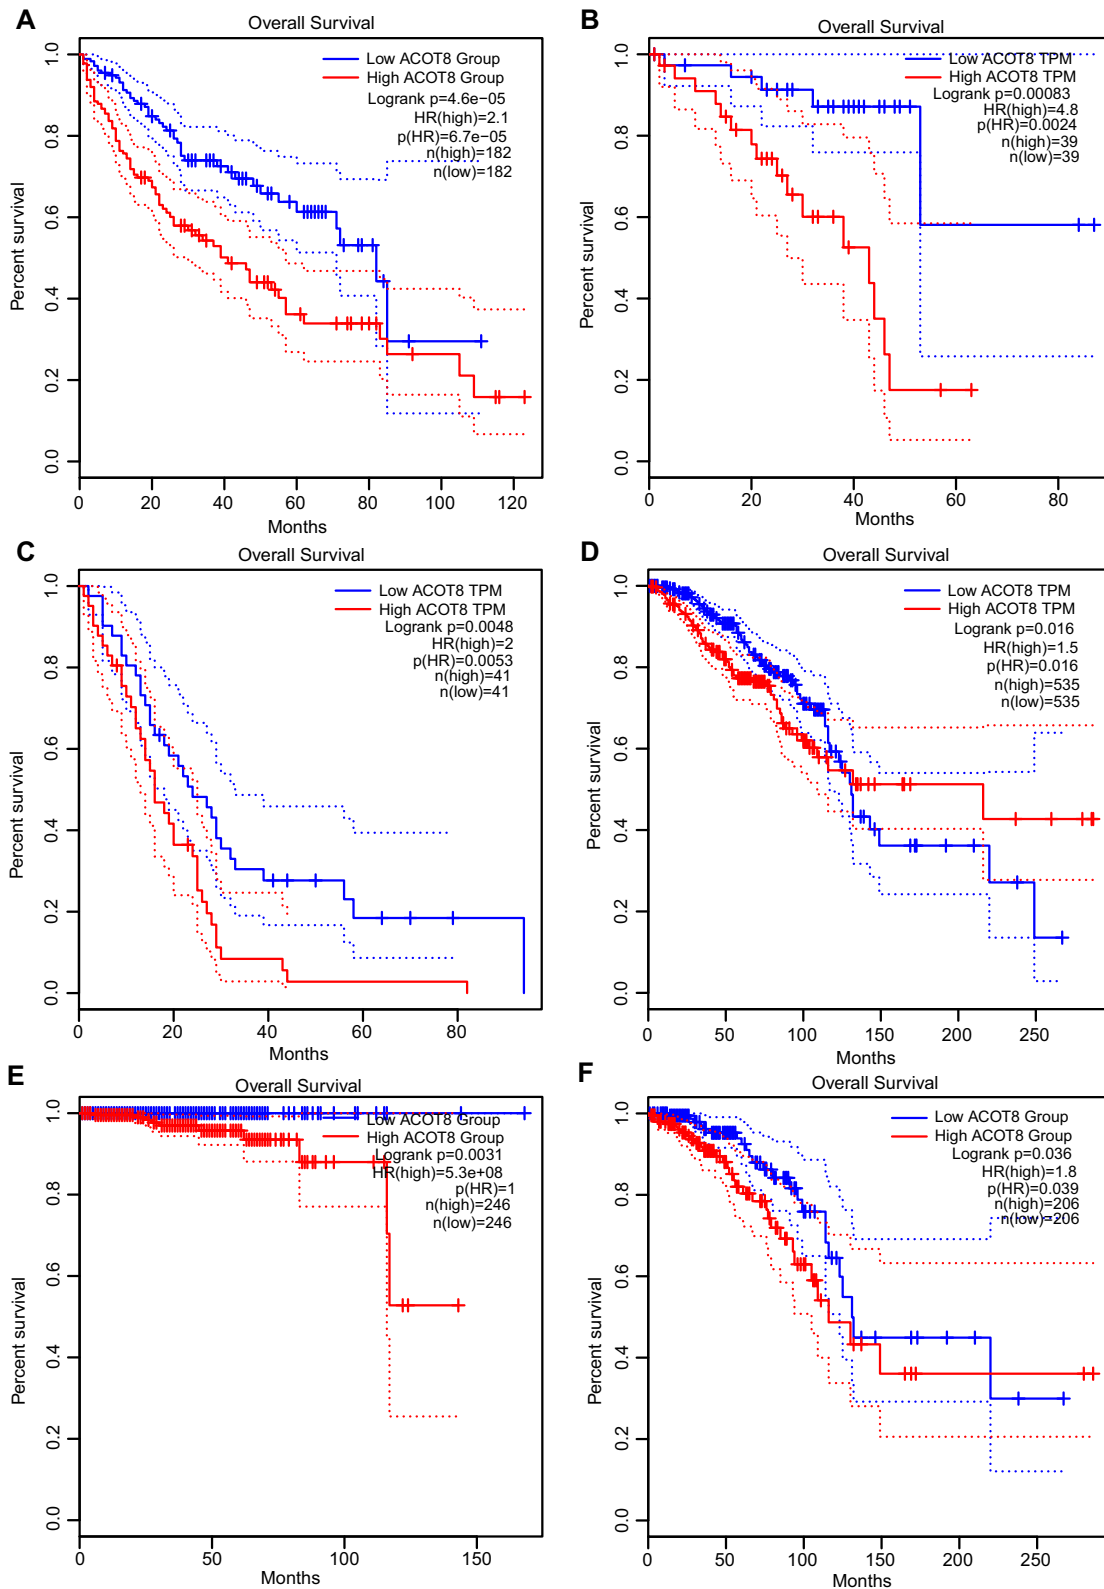 A
Overall Survival
Low ACOT8 Group
High ACOT8 Group
Logrank p=4.6e−05
HR(high)=2.1
p(HR)=6.7e−05
n(high)=182
n(low)=182
Percent survival
0.0 0.2 0.4 0.6 0.8 1.0
0 20 40 60 80 100 120
Months
B
Overall Survival
Low ACOT8 TPM
High ACOT8 TPM
Logrank p=0.00083
HR(high)=4.8
p(HR)=0.0024
n(high)=39
n(low)=39
Percent survival
0.0 0.2 0.4 0.6 0.8 1.0
0 20 40 60 80
Months
C
Overall Survival
Low ACOT8 TPM
High ACOT8 TPM
Logrank p=0.0048
HR(high)=2
p(HR)=0.0053
n(high)=41
n(low)=41
Percent survival
0.0 0.2 0.4 0.6 0.8 1.0
0 20 40 60 80
Months
D
Overall Survival
Low ACOT8 TPM
High ACOT8 TPM
Logrank p=0.016
HR(high)=1.5
p(HR)=0.016
n(high)=535
n(low)=535
Percent survival
0.0 0.2 0.4 0.6 0.8 1.0
0 50 100 150 200 250
Months
E
Overall Survival
Low ACOT8 Group
High ACOT8 Group
Logrank p=0.0031
HR(high)=5.3e+08
p(HR)=1
n(high)=246
n(low)=246
Percent survival
0.0 0.2 0.4 0.6 0.8 1.0
0 50 100 150
Months
F
Overall Survival
Low ACOT8 Group
High ACOT8 Group
Logrank p=0.036
HR(high)=1.8
p(HR)=0.039
n(high)=206
n(low)=206
Percent survival
0.0 0.2 0.4 0.6 0.8 1.0
0 50 100 150 200 250
Months